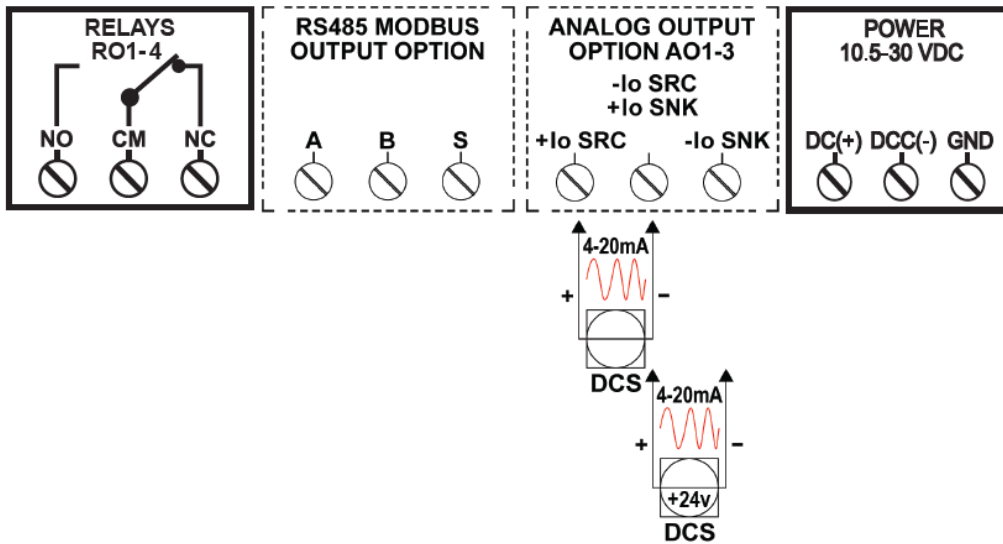 RELAYS
RO1-4
NO CM NC
RS485 MODBUS
OUTPUT OPTION
A B S
ANALOG OUTPUT
OPTION AO1-3
-Io SRC
+Io SNK
+Io SRC -Io SNK
POWER
10.5-30 VDC
DC(+) DCC(-) GND
4-20mA
+ −
DCS
4-20mA
+ −
+24v
DCS